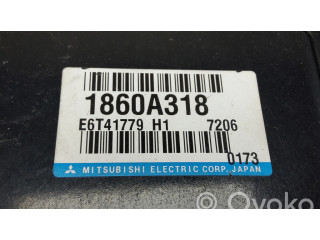 1860A318
E6T41779 H1 7206
0173
MITSUBISHI ELECTRIC CORP. JAPAN
Ovoko